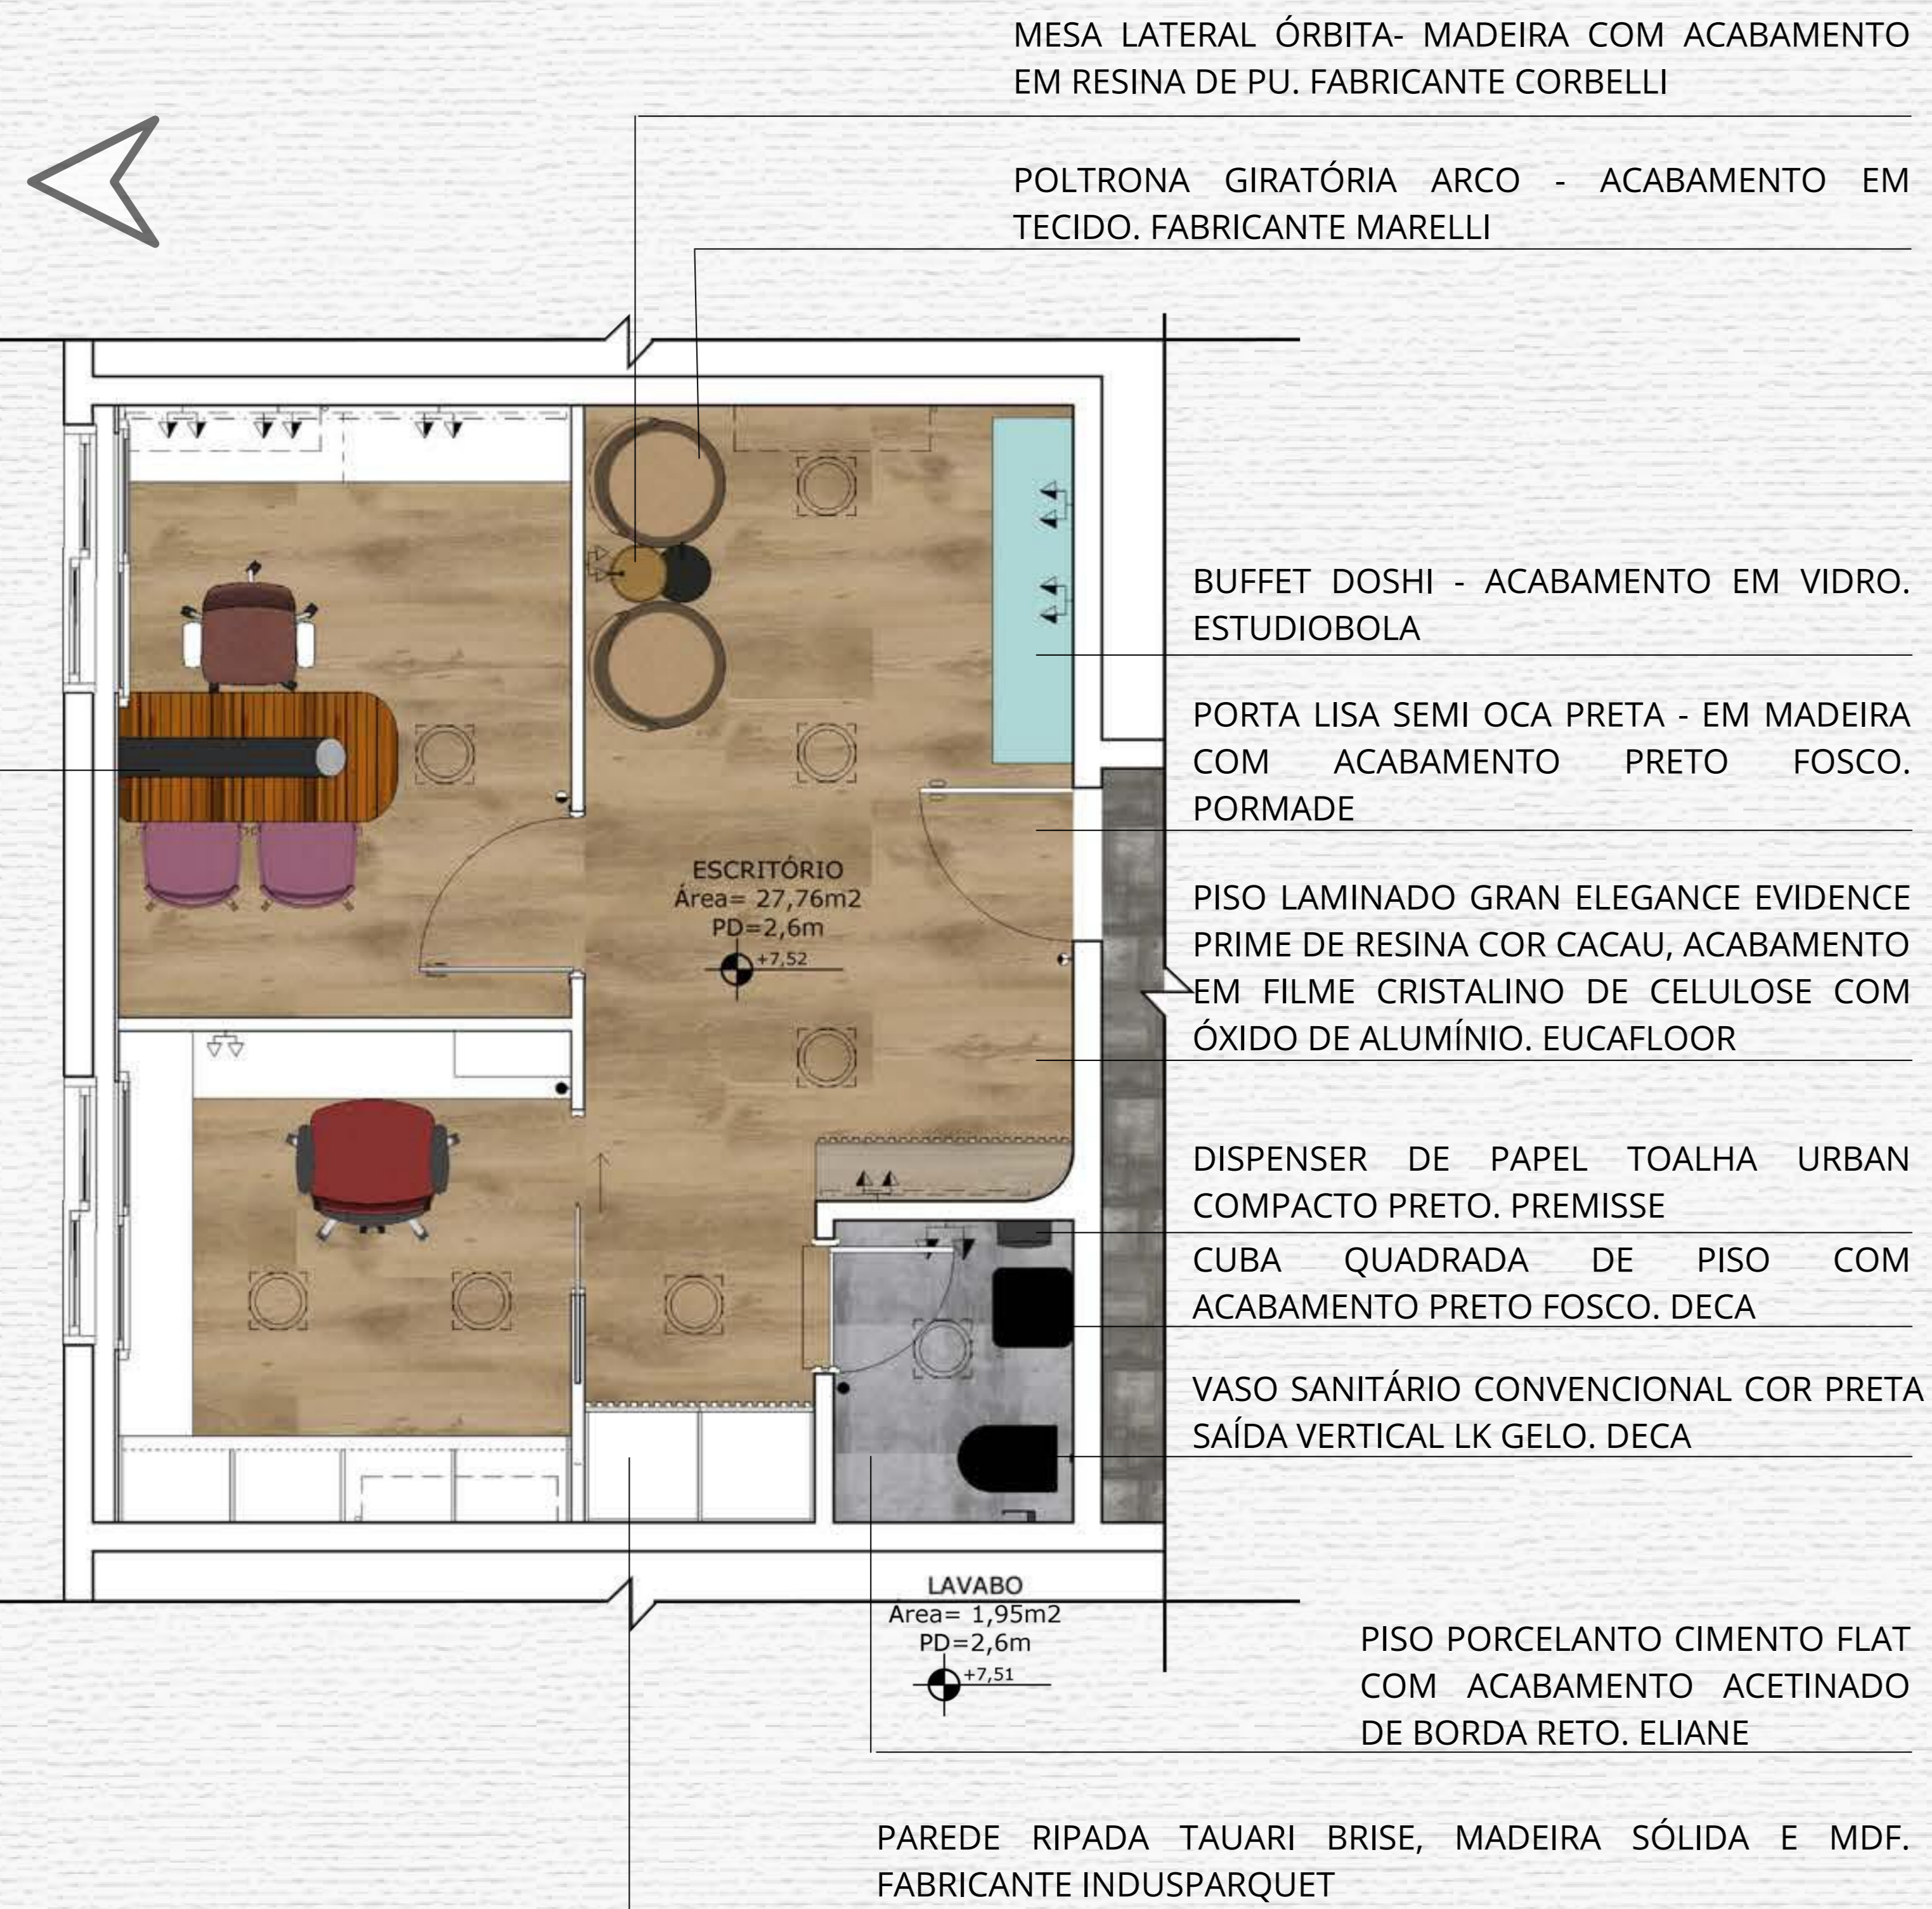 MESA LATERAL ÓRBITA- MADEIRA COM ACABAMENTO
EM RESINA DE PU. FABRICANTE CORBELLI
POLTRONA GIRATÓRIA ARCO - ACABAMENTO EM
TECIDO. FABRICANTE MARELLI
BUFFET DOSHI - ACABAMENTO EM VIDRO.
ESTUDIOBOLA
PORTA LISA SEMI OCA PRETA - EM MADEIRA
COM ACABAMENTO PRETO FOSCO.
PORMADE
ESCRITÓRIO
Área= 27,76m2
PD=2,6m
+7,52
PISO LAMINADO GRAN ELEGANCE EVIDENCE
PRIME DE RESINA COR CACAU, ACABAMENTO
EM FILME CRISTALINO DE CELULOSE COM
ÓXIDO DE ALUMÍNIO. EUCAFLOOR
DISPENSER DE PAPEL TOALHA URBAN
COMPACTO PRETO. PREMISSE
CUBA QUADRADA DE PISO COM
ACABAMENTO PRETO FOSCO. DECA
VASO SANITÁRIO CONVENCIONAL COR PRETA
SAÍDA VERTICAL LK GELO. DECA
LAVABO
Area= 1,95m2
PD=2,6m
+7,51
PISO PORCELANTO CIMENTO FLAT
COM ACABAMENTO ACETINADO
DE BORDA RETO. ELIANE
PAREDE RIPADA TAUARI BRISE, MADEIRA SÓLIDA E MDF.
FABRICANTE INDUSPARQUET